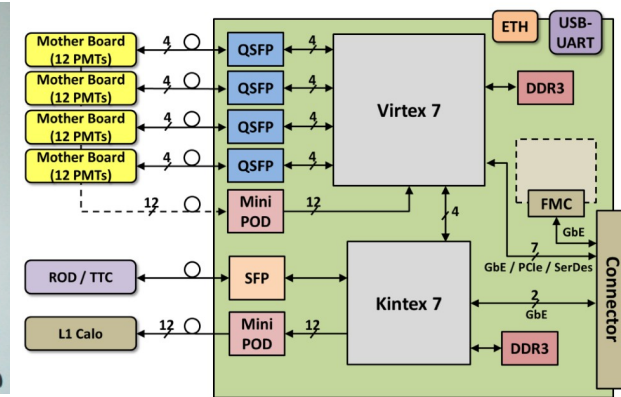 ETH
USB-
UART
Mother Board
(12 PMTs)
4
QSFP
4
Mother Board
(12 PMTs)
4
QSFP
4
Mother Board
(12 PMTs)
4
QSFP
4
Mother Board
(12 PMTs)
4
QSFP
4
Virtex 7
DDR3
12
Mini
POD
12
4
FMC
GbE
7
GbE / PCIe / SerDes
ROD / TTC
SFP
Kintex 7
2
GbE
L1 Calo
12
Mini
POD
12
DDR3
Connector